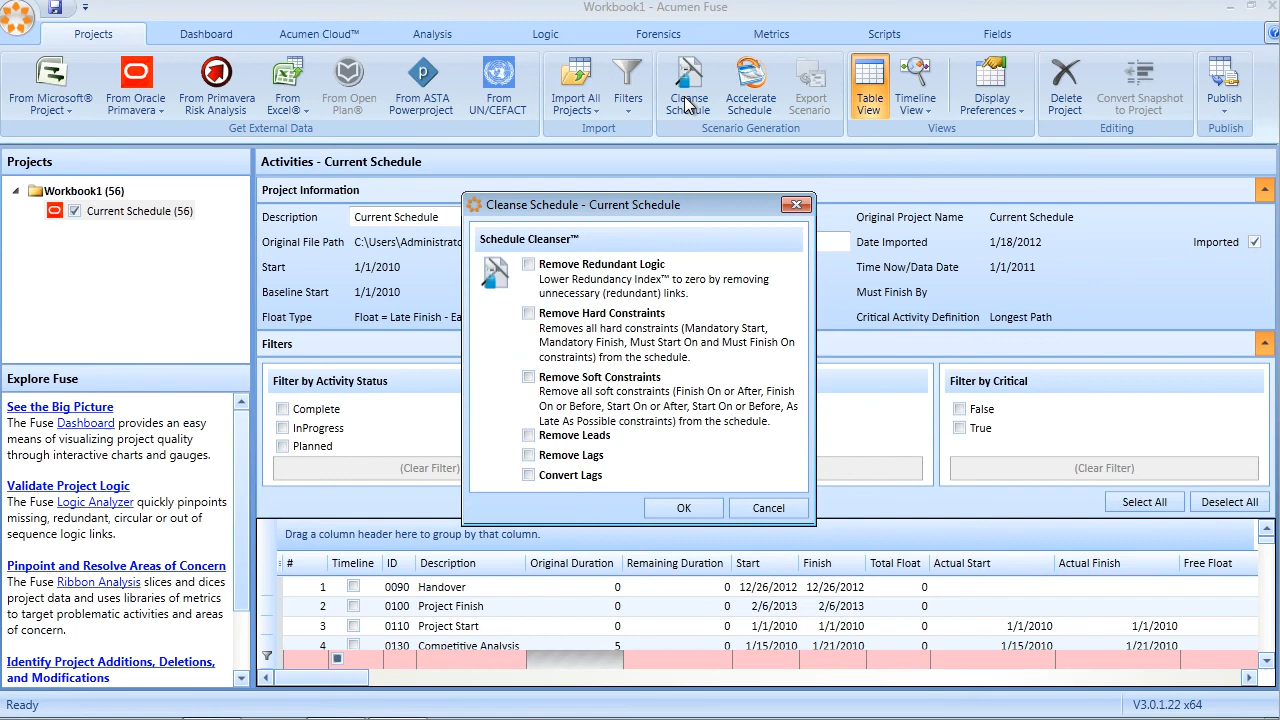 Workbook1 - Acumen Fuse
Projects
Dashboard
Acumen Cloud™
Analysis
Logic
Forensics
Metrics
Scripts
Fields
From Microsoft®
Project
From Oracle
Primavera
From Primavera
Risk Analysis
From
Excel®
From Open
Plan®
From ASTA
Powerproject
From
UN/CEFACT
Import All
Projects
Filters
Cleanse
Schedule
Accelerate
Schedule
Export
Scenario
Table
View
Timeline
View
Display
Preferences
Delete
Project
Convert Snapshot
to Project
Publish
Get External Data
Import
Scenario Generation
Views
Editing
Publish
Projects
Workbook1 (56)
Current Schedule (56)
Explore Fuse
See the Big Picture
The Fuse Dashboard provides an easy
means of visualizing project quality
through interactive charts and gauges.
Validate Project Logic
The Fuse Logic Analyzer quickly pinpoints
missing, redundant, circular or out of
sequence logic links.
Pinpoint and Resolve Areas of Concern
The Fuse Ribbon Analysis slices and dices
project data and uses libraries of metrics
to target problematic activities and areas
of concern.
Identify Project Additions, Deletions,
and Modifications
Activities - Current Schedule
Project Information
Description Current Schedule
Original File Path C:\Users\Administrato
Start 1/1/2010
Baseline Start 1/1/2010
Float Type Float = Late Finish - Ea
Original Project Name Current Schedule
Date Imported 1/18/2012 Imported
Time Now/Data Date 1/1/2011
Must Finish By
Critical Activity Definition Longest Path
Filters
Filter by Activity Status
Complete
InProgress
Planned
(Clear Filter)
Filter by Critical
False
True
(Clear Filter)
Select All
Deselect All
Cleanse Schedule - Current Schedule
Schedule Cleanser™
Remove Redundant Logic
Lower Redundancy Index™ to zero by removing
unnecessary (redundant) links.
Remove Hard Constraints
Removes all hard constraints (Mandatory Start,
Mandatory Finish, Must Start On and Must Finish On
constraints) from the schedule.
Remove Soft Constraints
Remove all soft constraints (Finish On or After, Finish
On or Before, Start On or After, Start On or Before, As
Late As Possible constraints) from the schedule.
Remove Leads
Remove Lags
Convert Lags
OK
Cancel
Drag a column header here to group by that column.
# Timeline ID Description Original Duration Remaining Duration Start Finish Total Float Actual Start Actual Finish Free Float
1 0090 Handover 0 0 12/26/2012 12/26/2012 0
2 0100 Project Finish 0 0 2/6/2013 2/6/2013 0
3 0110 Project Start 0 0 1/1/2010 1/1/2010 0 1/1/2010 1/1/2010
4 0130 Competitive Analysis 5 0 1/15/2010 1/21/2010 0 1/15/2010 1/21/2010
Ready
V3.0.1.22 x64